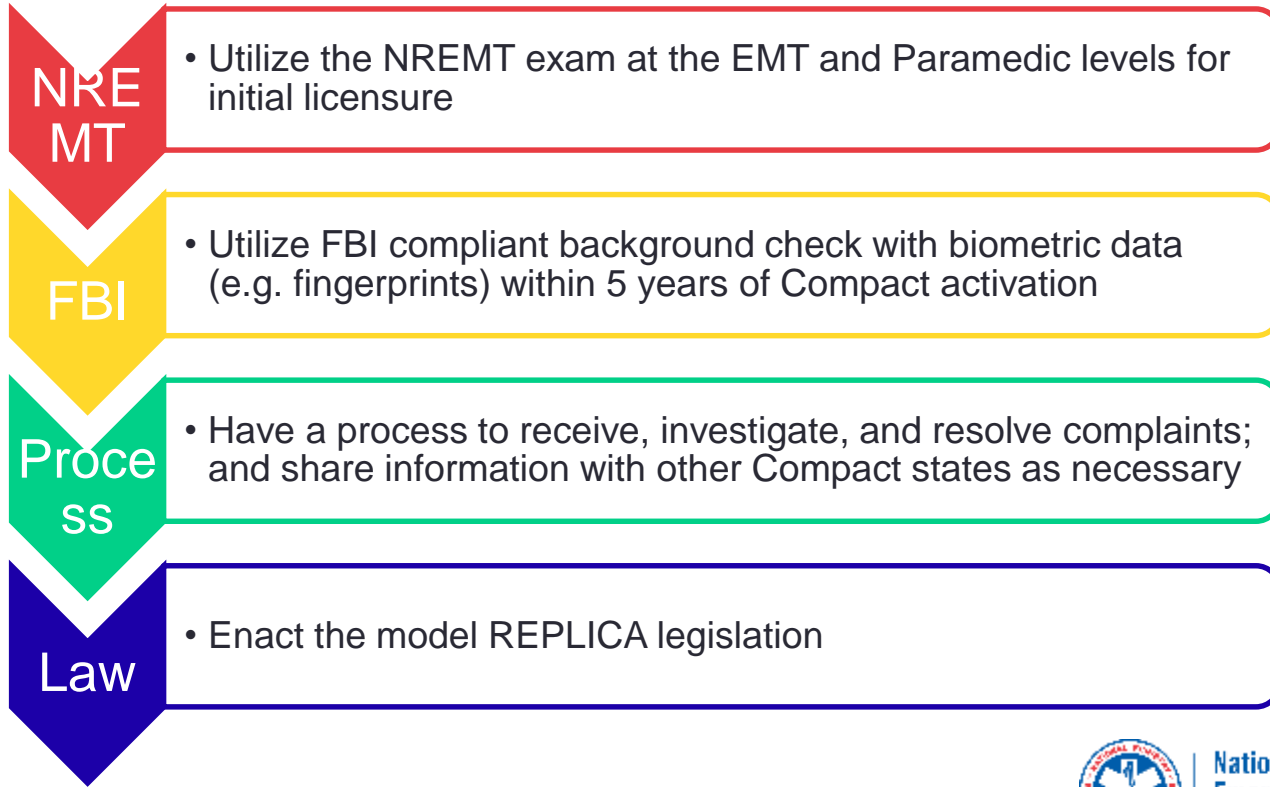 NRE
MT
• Utilize the NREMT exam at the EMT and Paramedic levels for
initial licensure
FBI
• Utilize FBI compliant background check with biometric data
(e.g. fingerprints) within 5 years of Compact activation
Proce
ss
• Have a process to receive, investigate, and resolve complaints;
and share information with other Compact states as necessary
Law
• Enact the model REPLICA legislation
NATIONAL
Natio